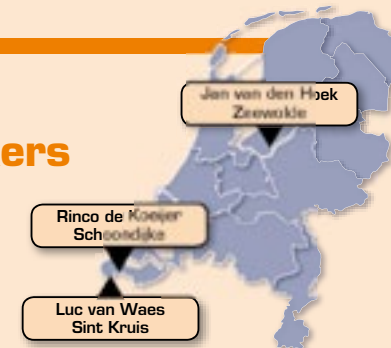 Jan van den Hoek
Zeewolde
ers
Rinco de Koeijer
Schoondijke
Luc van Waes
Sint Kruis